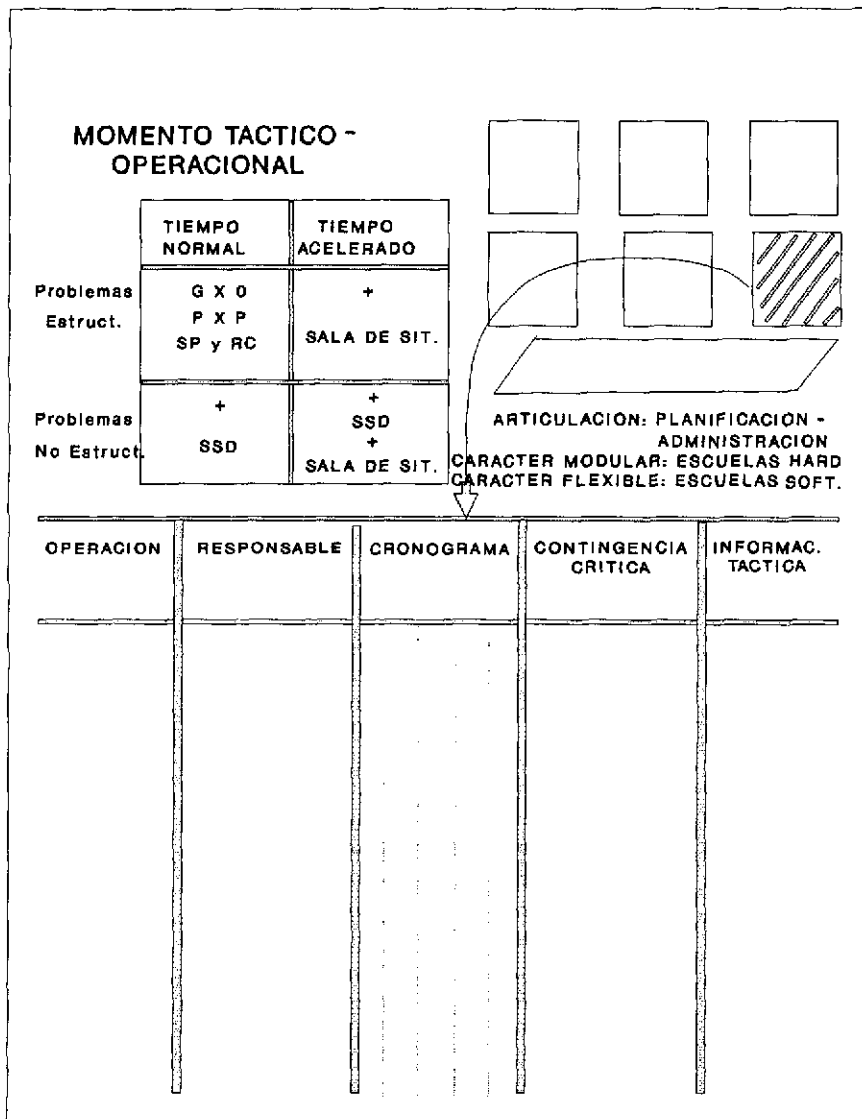 MOMENTO TACTICO -
OPERACIONAL
TIEMPO NORMAL
TIEMPO ACELERADO
Problemas Estruct.
G X O
P X P
SP y RC
+
SALA DE SIT.
Problemas No Estruct.
+
SSD
+
SSD
+
SALA DE SIT.
ARTICULACION: PLANIFICACION -
ADMINISTRACION
CARACTER MODULAR: ESCUELAS HARD
CARACTER FLEXIBLE: ESCUELAS SOFT.
OPERACION
RESPONSABLE
CRONOGRAMA
CONTINGENCIA
CRITICA
INFORMAC.
TACTICA